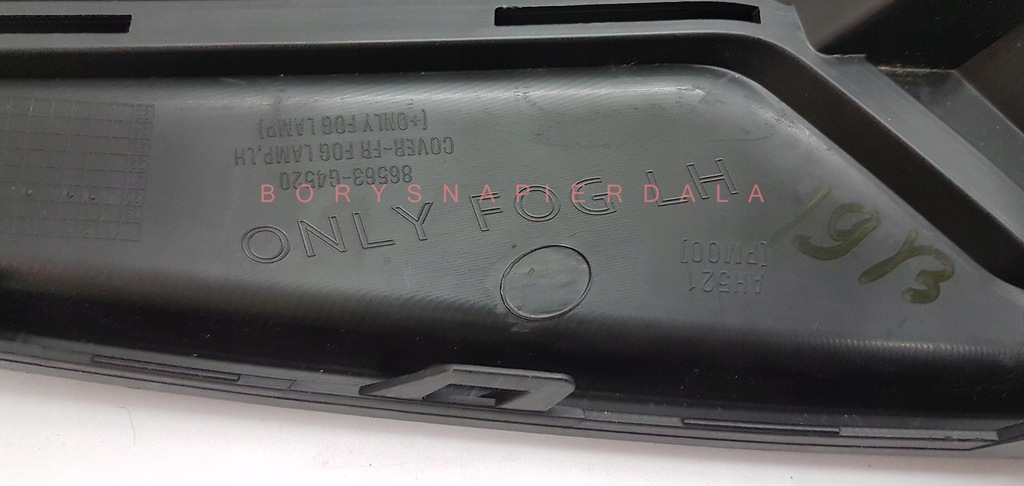 86563-G4520
COVER-FR FOG LAMP,LH
[+ONLY FOG LAMP]
BORYSNAPIERDALA
ONLY FOG LH
AH521
[PM00]